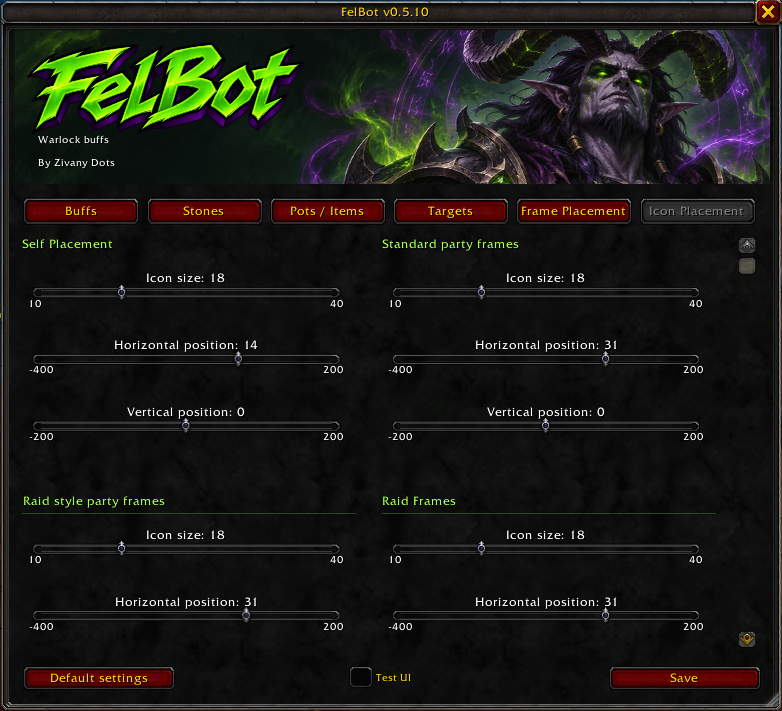 FelBot v0.5.10
FelBot
Warlock buffs
By Zivany Dots
Buffs
Stones
Pots / Items
Targets
Frame Placement
Icon Placement
Self Placement
Icon size: 18
10
40
Horizontal position: 14
-400
200
Vertical position: 0
-200
200
Standard party frames
Icon size: 18
10
40
Horizontal position: 31
-400
200
Vertical position: 0
-200
200
Raid style party frames
Icon size: 18
10
40
Horizontal position: 31
-400
200
Raid Frames
Icon size: 18
10
40
Horizontal position: 31
-400
200
Default settings
Test UI
Save